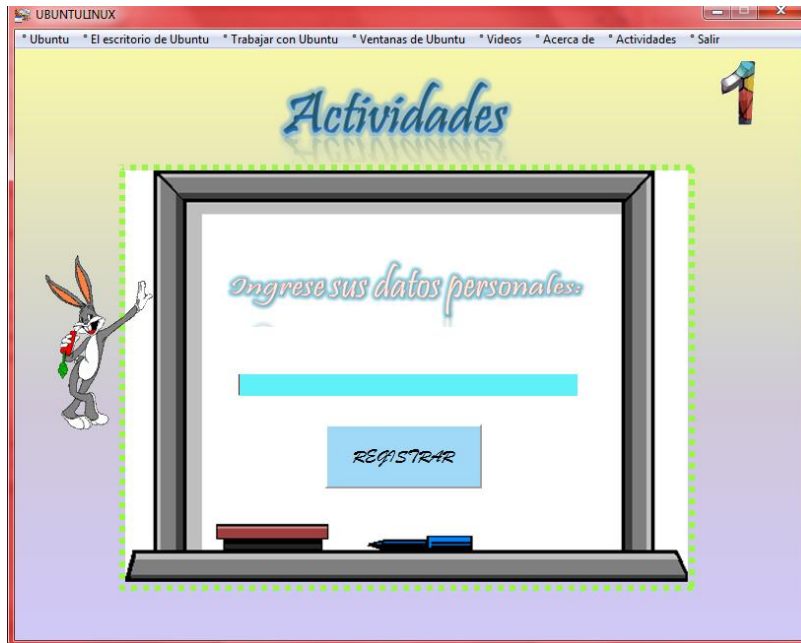 UBUNTULINUX
* Ubuntu * El escritorio de Ubuntu * Trabajar con Ubuntu * Ventanas de Ubuntu * Videos * Acerca de * Actividades * Salir
1
Actividades
Ingrese sus datos personales:
REGISTRAR